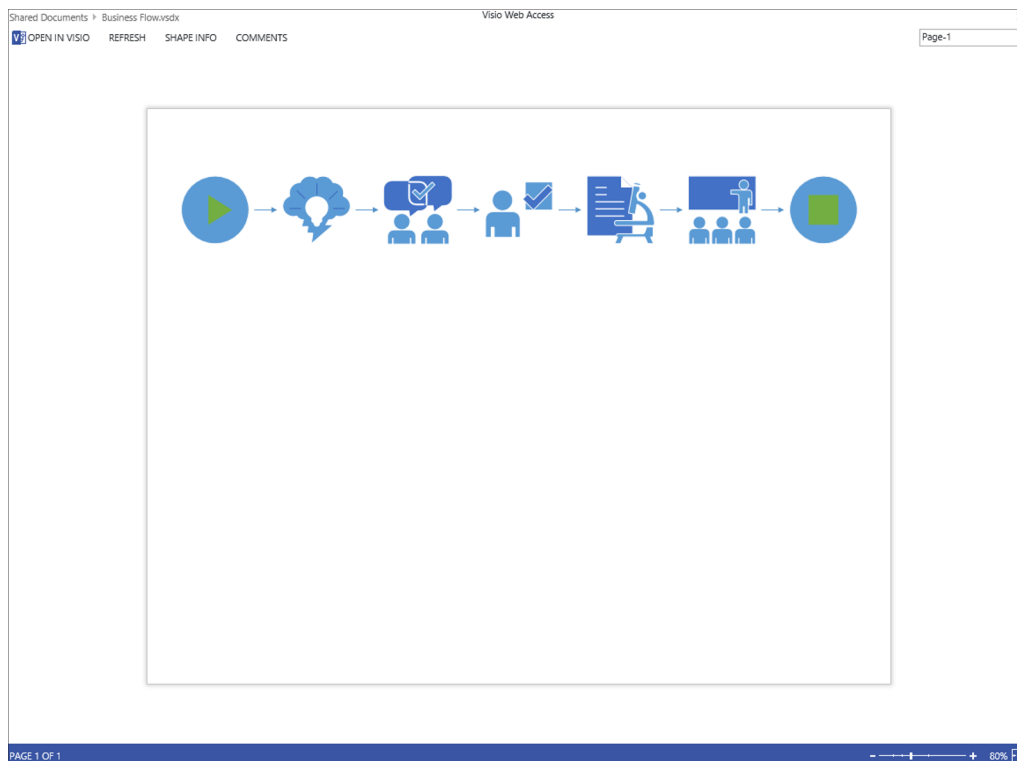 Shared Documents ▸ Business Flow.vsdx
Visio Web Access
OPEN IN VISIO REFRESH SHAPE INFO COMMENTS
Page-1
PAGE 1 OF 1
80%